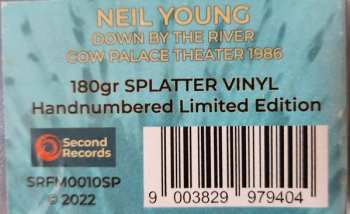 NEIL YOUNG
DOWN BY THE RIVER
COW PALACE THEATER 1986
180gr SPLATTER VINYL
Handnumbered Limited Edition
Second
Records
SRFM0010SP
© 2022
9 003829 979404